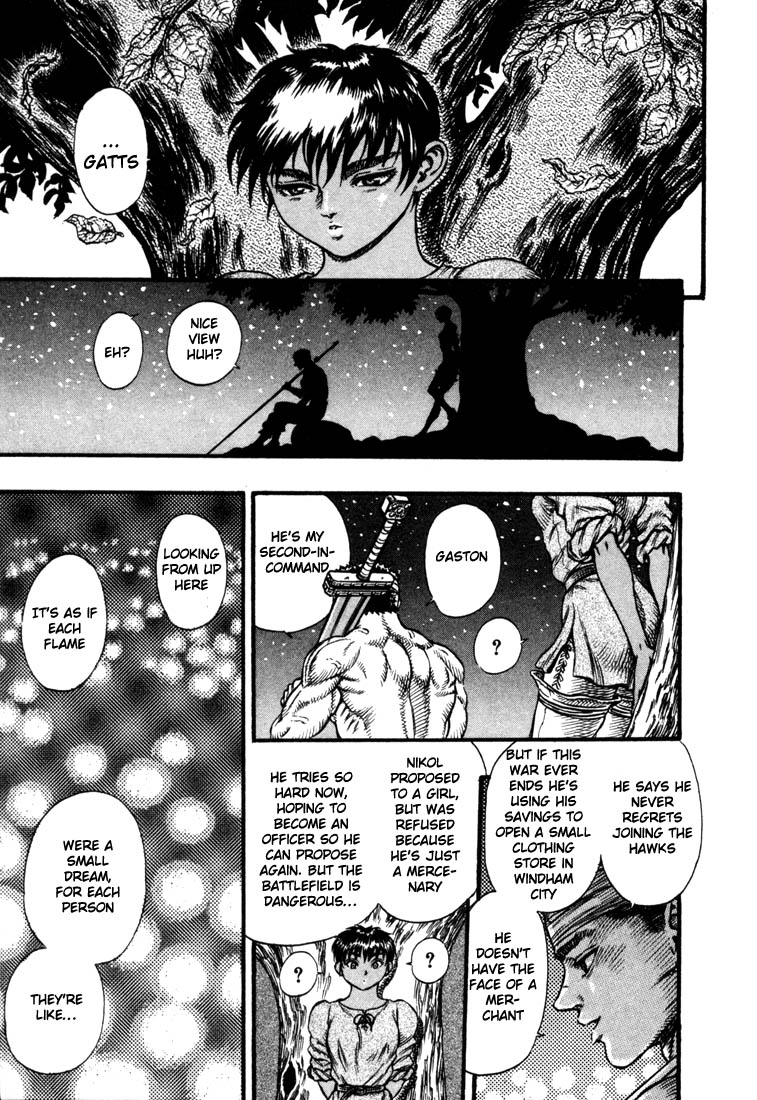 ...
GATTS
NICE
VIEW
HUH?
EH?
GASTON
?
HE'S MY
SECOND-IN-
COMMAND
HE SAYS HE
NEVER
REGRETS
JOINING THE
HAWKS
BUT IF THIS
WAR EVER
ENDS HE'S
USING HIS
SAVINGS TO
OPEN A SMALL
CLOTHING
STORE IN
WINDHAM
CITY
HE
DOESN'T
HAVE THE
FACE OF A
MER-
CHANT
NIKOL
PROPOSED
TO A GIRL,
BUT WAS
REFUSED
BECAUSE
HE'S JUST
A MERCE-
NARY
HE TRIES SO
HARD NOW,
HOPING TO
BECOME AN
OFFICER SO HE
CAN PROPOSE
AGAIN. BUT THE
BATTLEFIELD IS
DANGEROUS...
?
?
LOOKING
FROM UP
HERE
IT'S AS IF
EACH
FLAME
WERE A
SMALL
DREAM,
FOR EACH
PERSON
THEY'RE
LIKE...